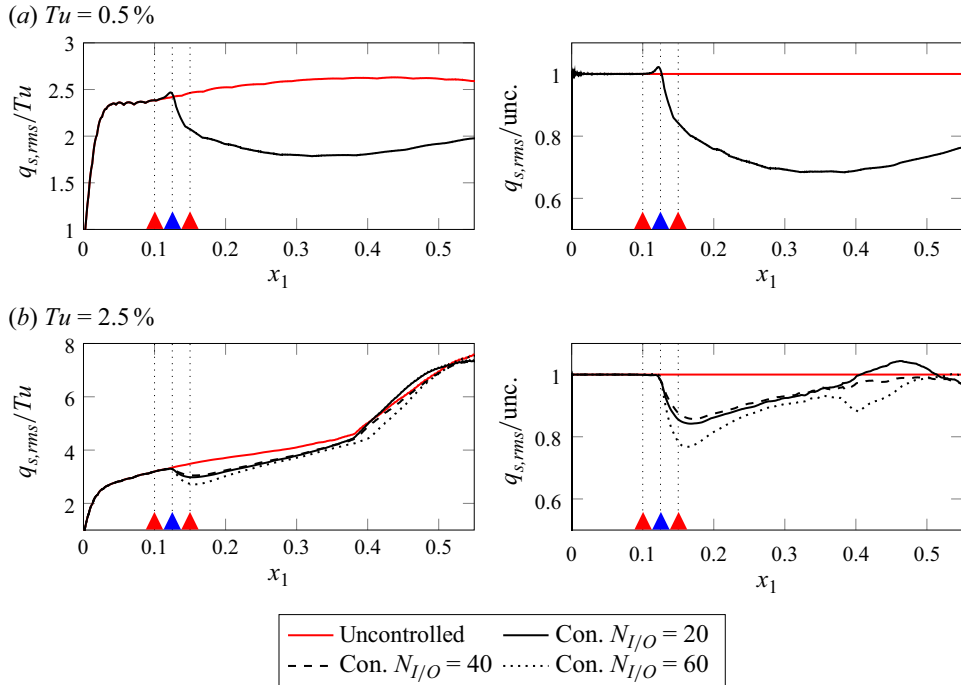 (a) Tu = 0.5 %
3
2.5
2
1.5
1
0 0.1 0.2 0.3 0.4 0.5
q_{s,rms}/Tu
x_1
1
0.8
0.6
0 0.1 0.2 0.3 0.4 0.5
q_{s,rms}/unc.
x_1
(b) Tu = 2.5 %
8
6
4
2
0 0.1 0.2 0.3 0.4 0.5
q_{s,rms}/Tu
x_1
1
0.8
0.6
0 0.1 0.2 0.3 0.4 0.5
q_{s,rms}/unc.
x_1
Uncontrolled Con. N_{I/O} = 20
Con. N_{I/O} = 40 Con. N_{I/O} = 60